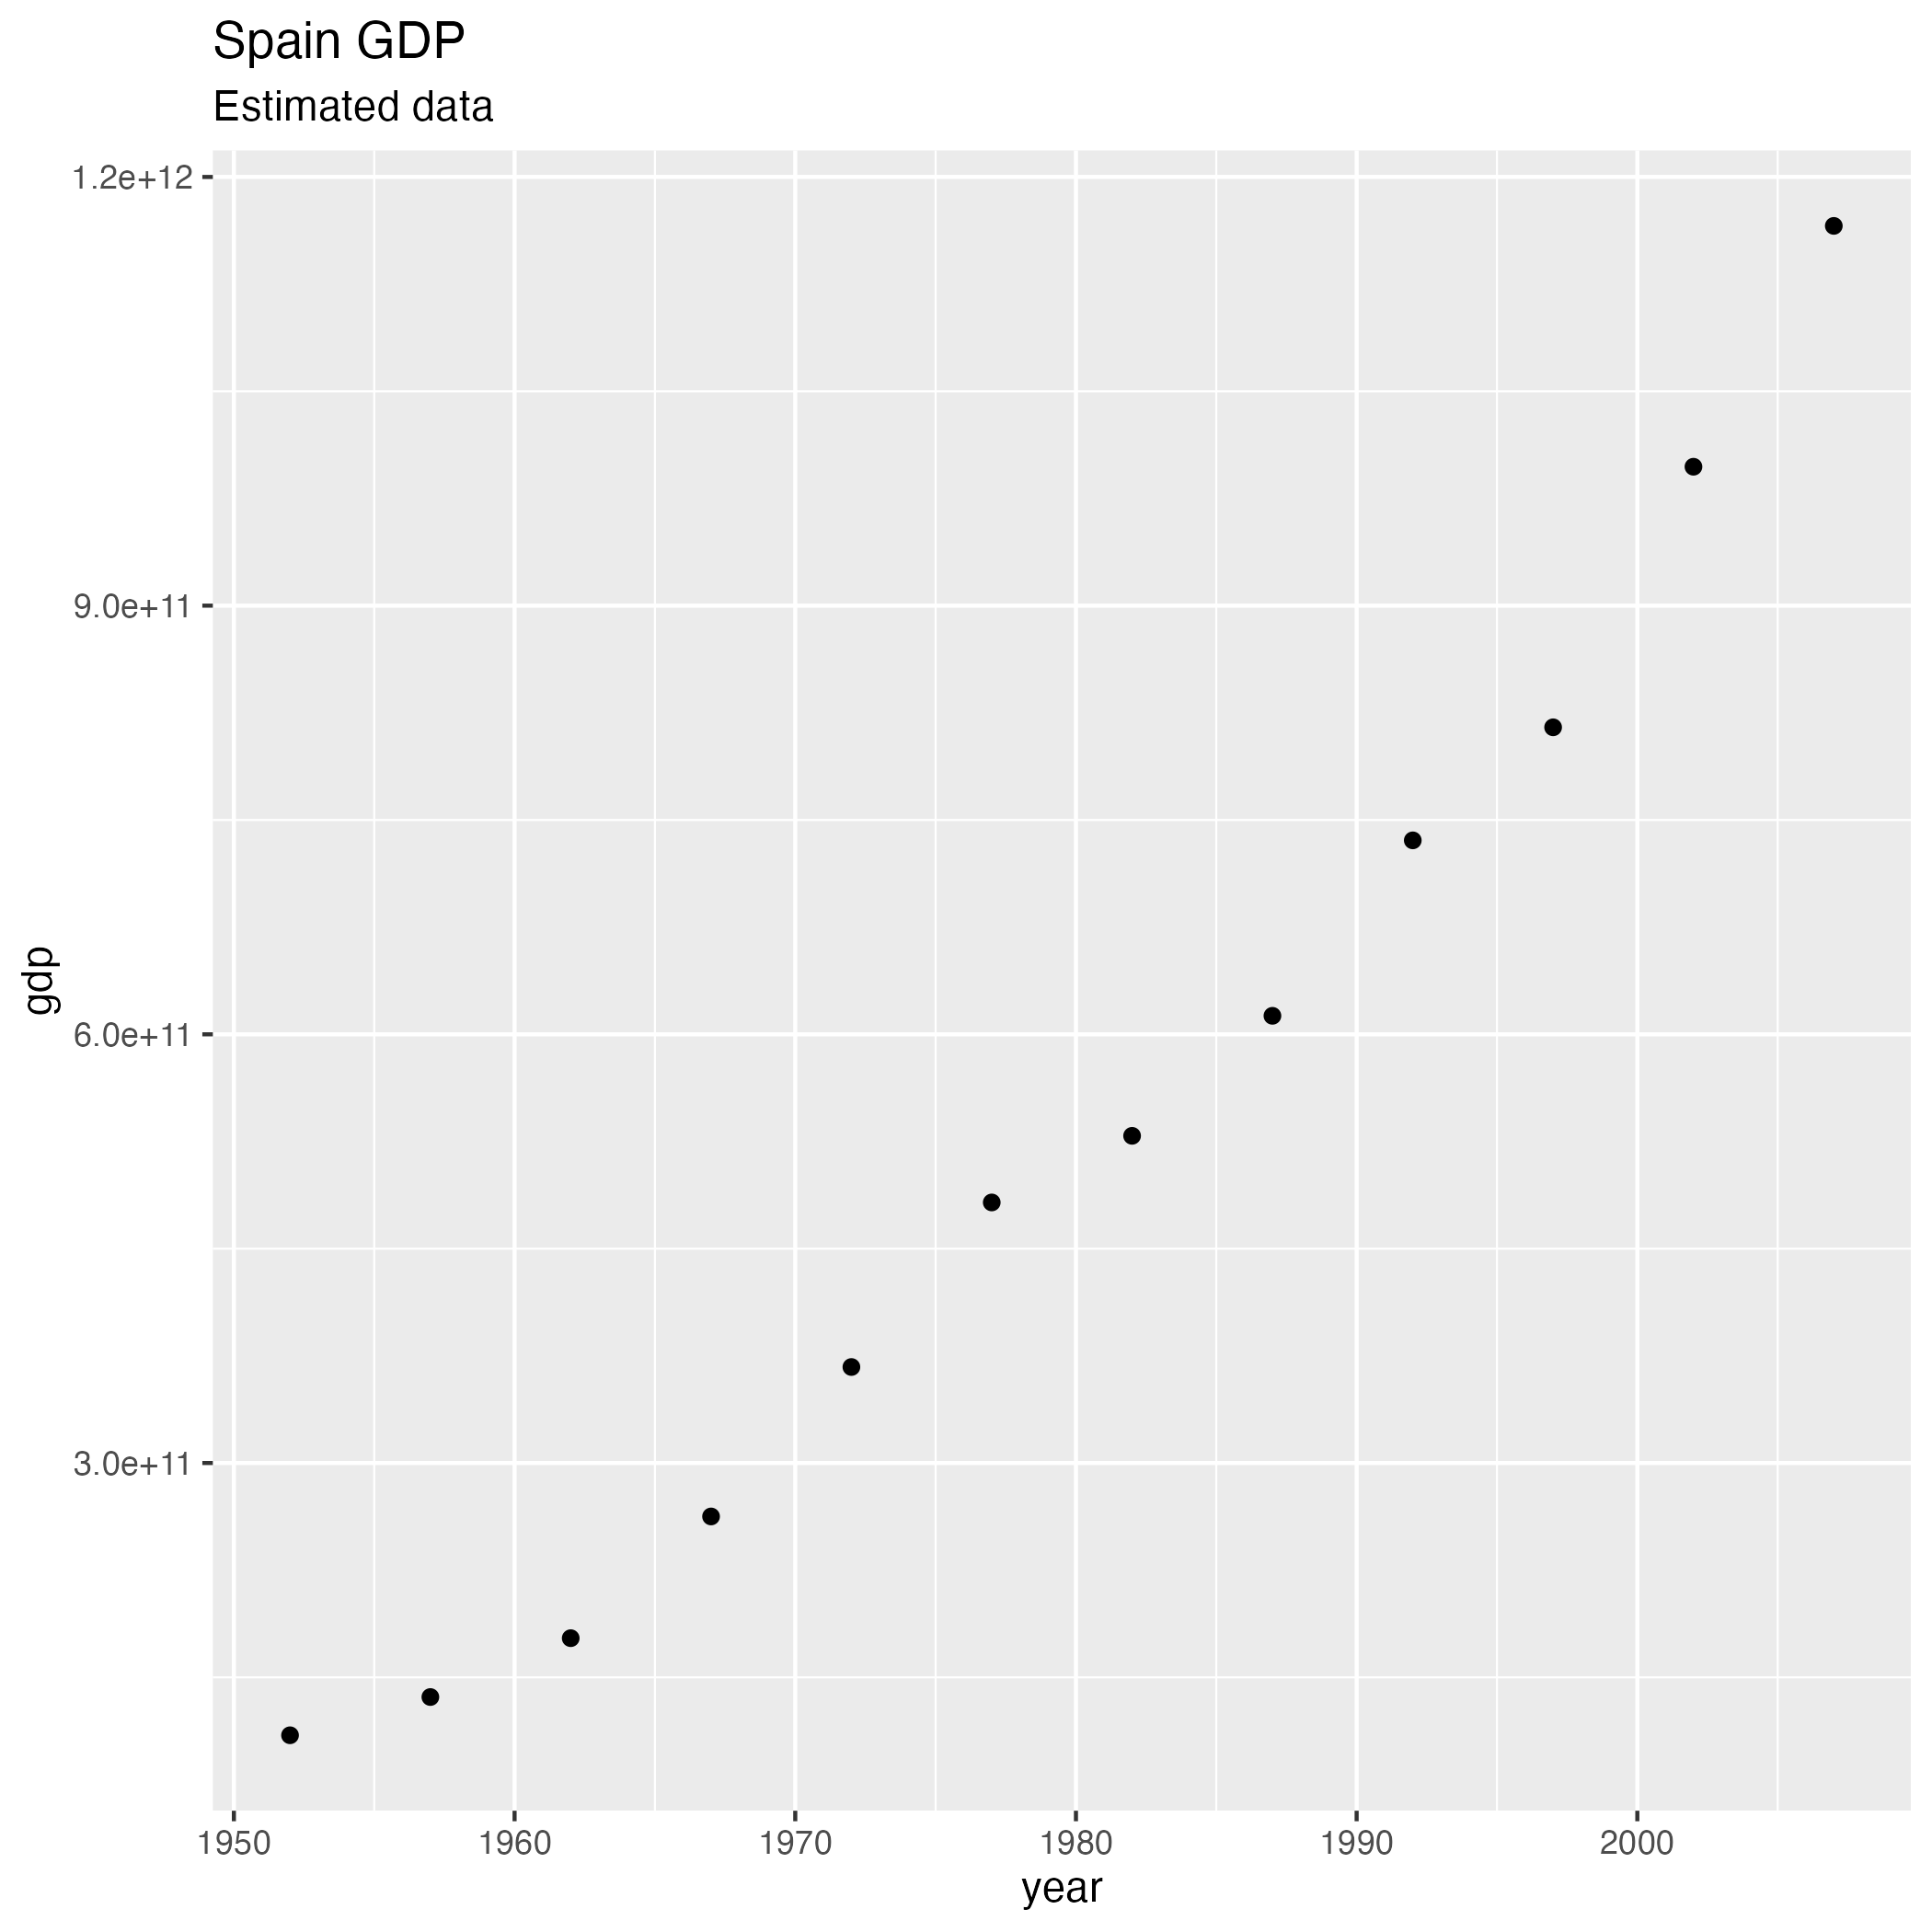 Spain GDP
Estimated data
1.2e+12
9.0e+11
6.0e+11
3.0e+11
gdp
1950 1960 1970 1980 1990 2000
year